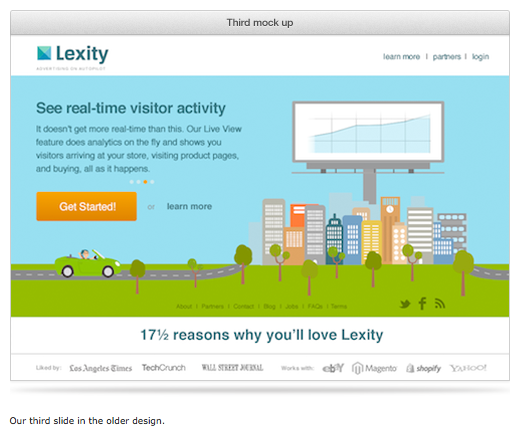 Third mock up
Lexity
ADVERTISING ON AUTOPILOT
learn more | partners | login
See real-time visitor activity
It doesn't get more real-time than this. Our Live View
feature does analytics on the fly and shows you
visitors arriving at your store, visiting product pages,
and buying, all as it happens.
Get Started! or learn more
About | Partners | Contact | Blog | Jobs | FAQs | Terms
17½ reasons why you'll love Lexity
Liked by: Los Angeles Times TechCrunch WALL STREET JOURNAL Works with: ebay Magento shopify YAHOO!
Our third slide in the older design.